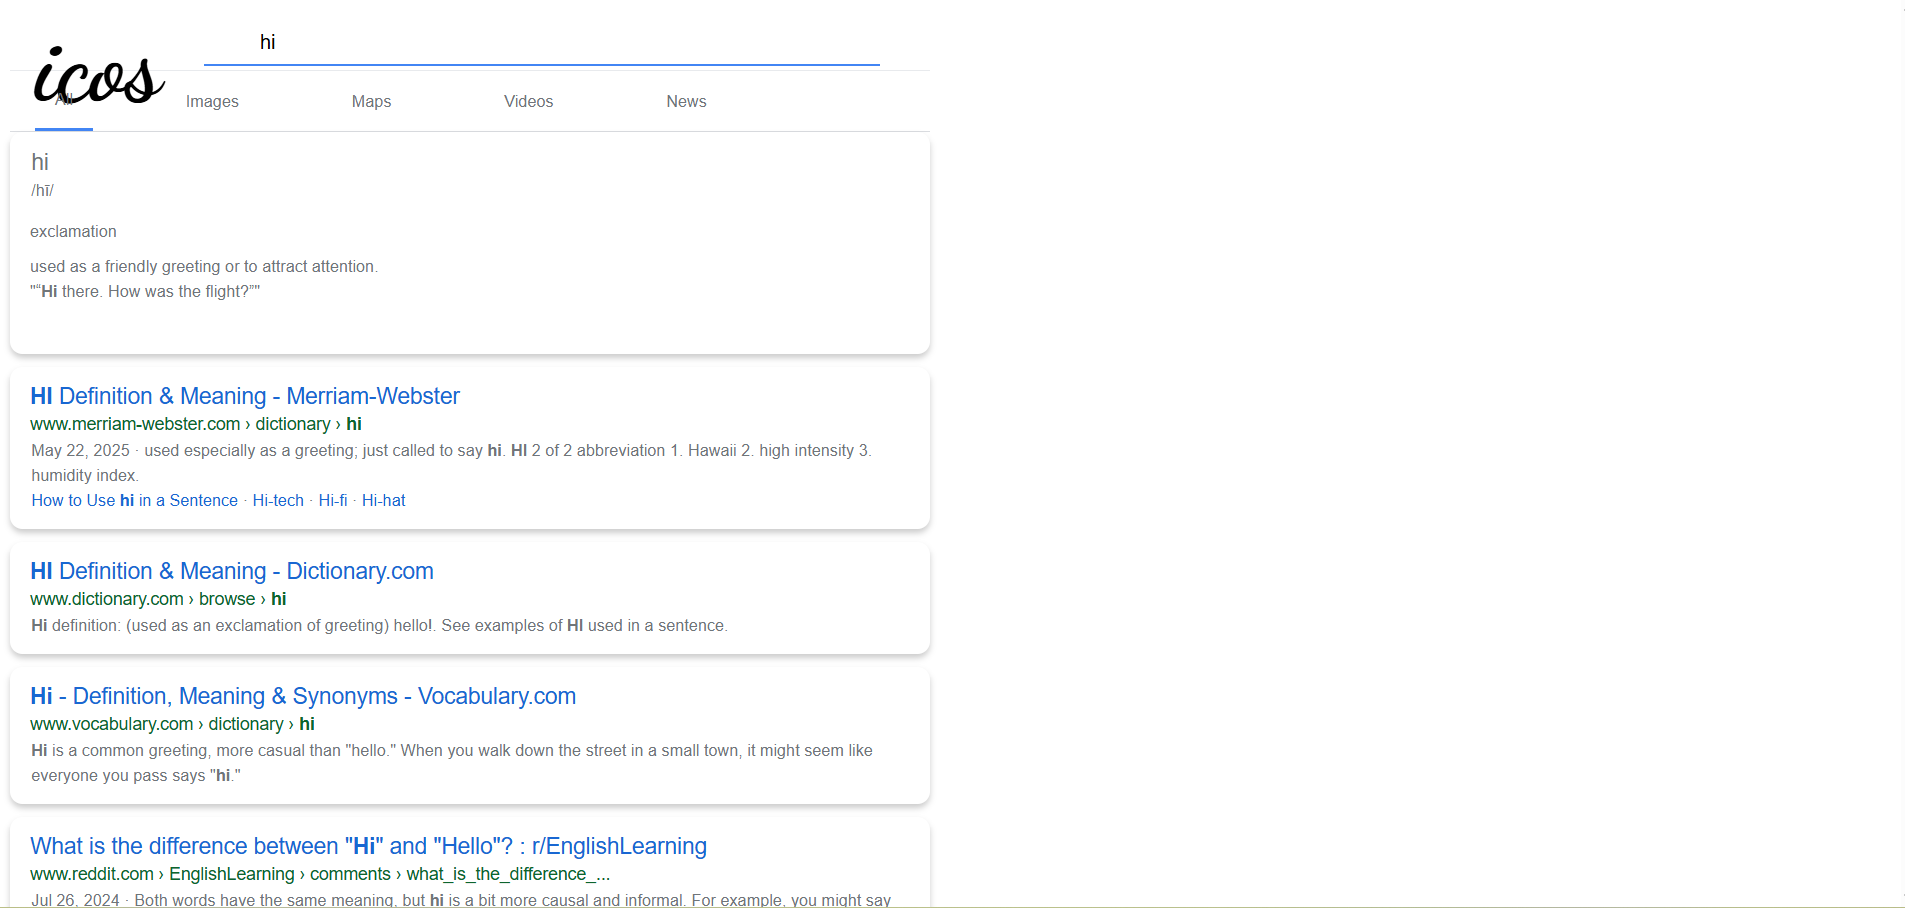 icos
hi
All
Images
Maps
Videos
News
hi
/hī/
exclamation
used as a friendly greeting or to attract attention.
"“Hi there. How was the flight?”"
HI Definition & Meaning - Merriam-Webster
www.merriam-webster.com › dictionary › hi
May 22, 2025 · used especially as a greeting; just called to say hi. HI 2 of 2 abbreviation 1. Hawaii 2. high intensity 3.
humidity index.
How to Use hi in a Sentence · Hi-tech · Hi-fi · Hi-hat
HI Definition & Meaning - Dictionary.com
www.dictionary.com › browse › hi
Hi definition: (used as an exclamation of greeting) hello!. See examples of HI used in a sentence.
Hi - Definition, Meaning & Synonyms - Vocabulary.com
www.vocabulary.com › dictionary › hi
Hi is a common greeting, more casual than "hello." When you walk down the street in a small town, it might seem like
everyone you pass says "hi."
What is the difference between "Hi" and "Hello"? : r/EnglishLearning
www.reddit.com › EnglishLearning › comments › what_is_the_difference_...
Jul 26, 2024 · Both words have the same meaning, but hi is a bit more causal and informal. For example, you might say